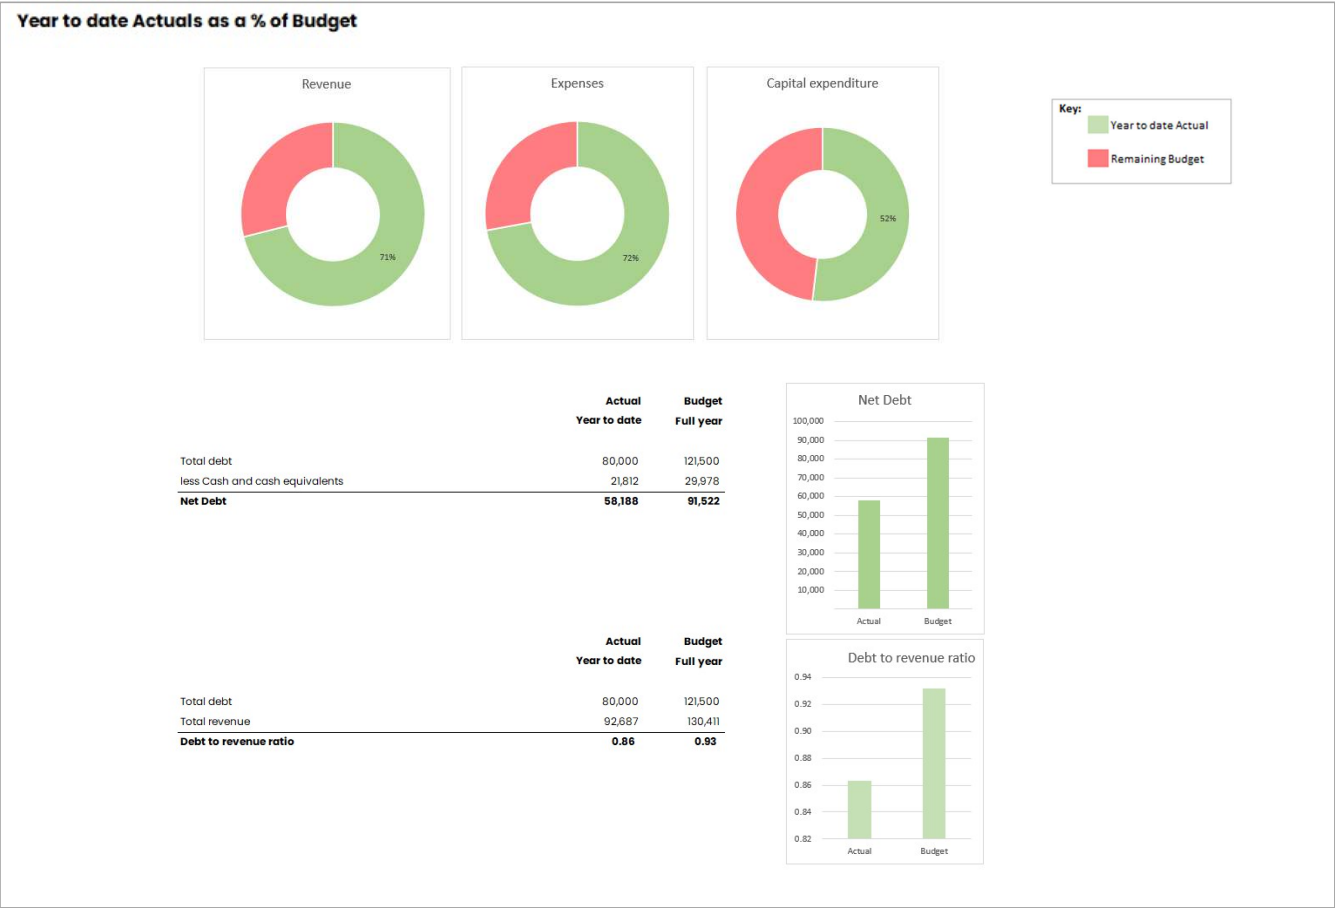 Year to date Actuals as a % of Budget
Revenue
71%
Expenses
72%
Capital expenditure
52%
Key:
Year to date Actual
Remaining Budget
Actual Budget
Year to date Full year
Total debt 80,000 121,500
less Cash and cash equivalents 21,812 29,978
Net Debt 58,188 91,522
Net Debt
100,000
90,000
80,000
70,000
60,000
50,000
40,000
30,000
20,000
10,000
Actual Budget
Actual Budget
Year to date Full year
Total debt 80,000 121,500
Total revenue 92,687 130,411
Debt to revenue ratio 0.86 0.93
Debt to revenue ratio
0.94
0.92
0.90
0.88
0.86
0.84
0.82
Actual Budget